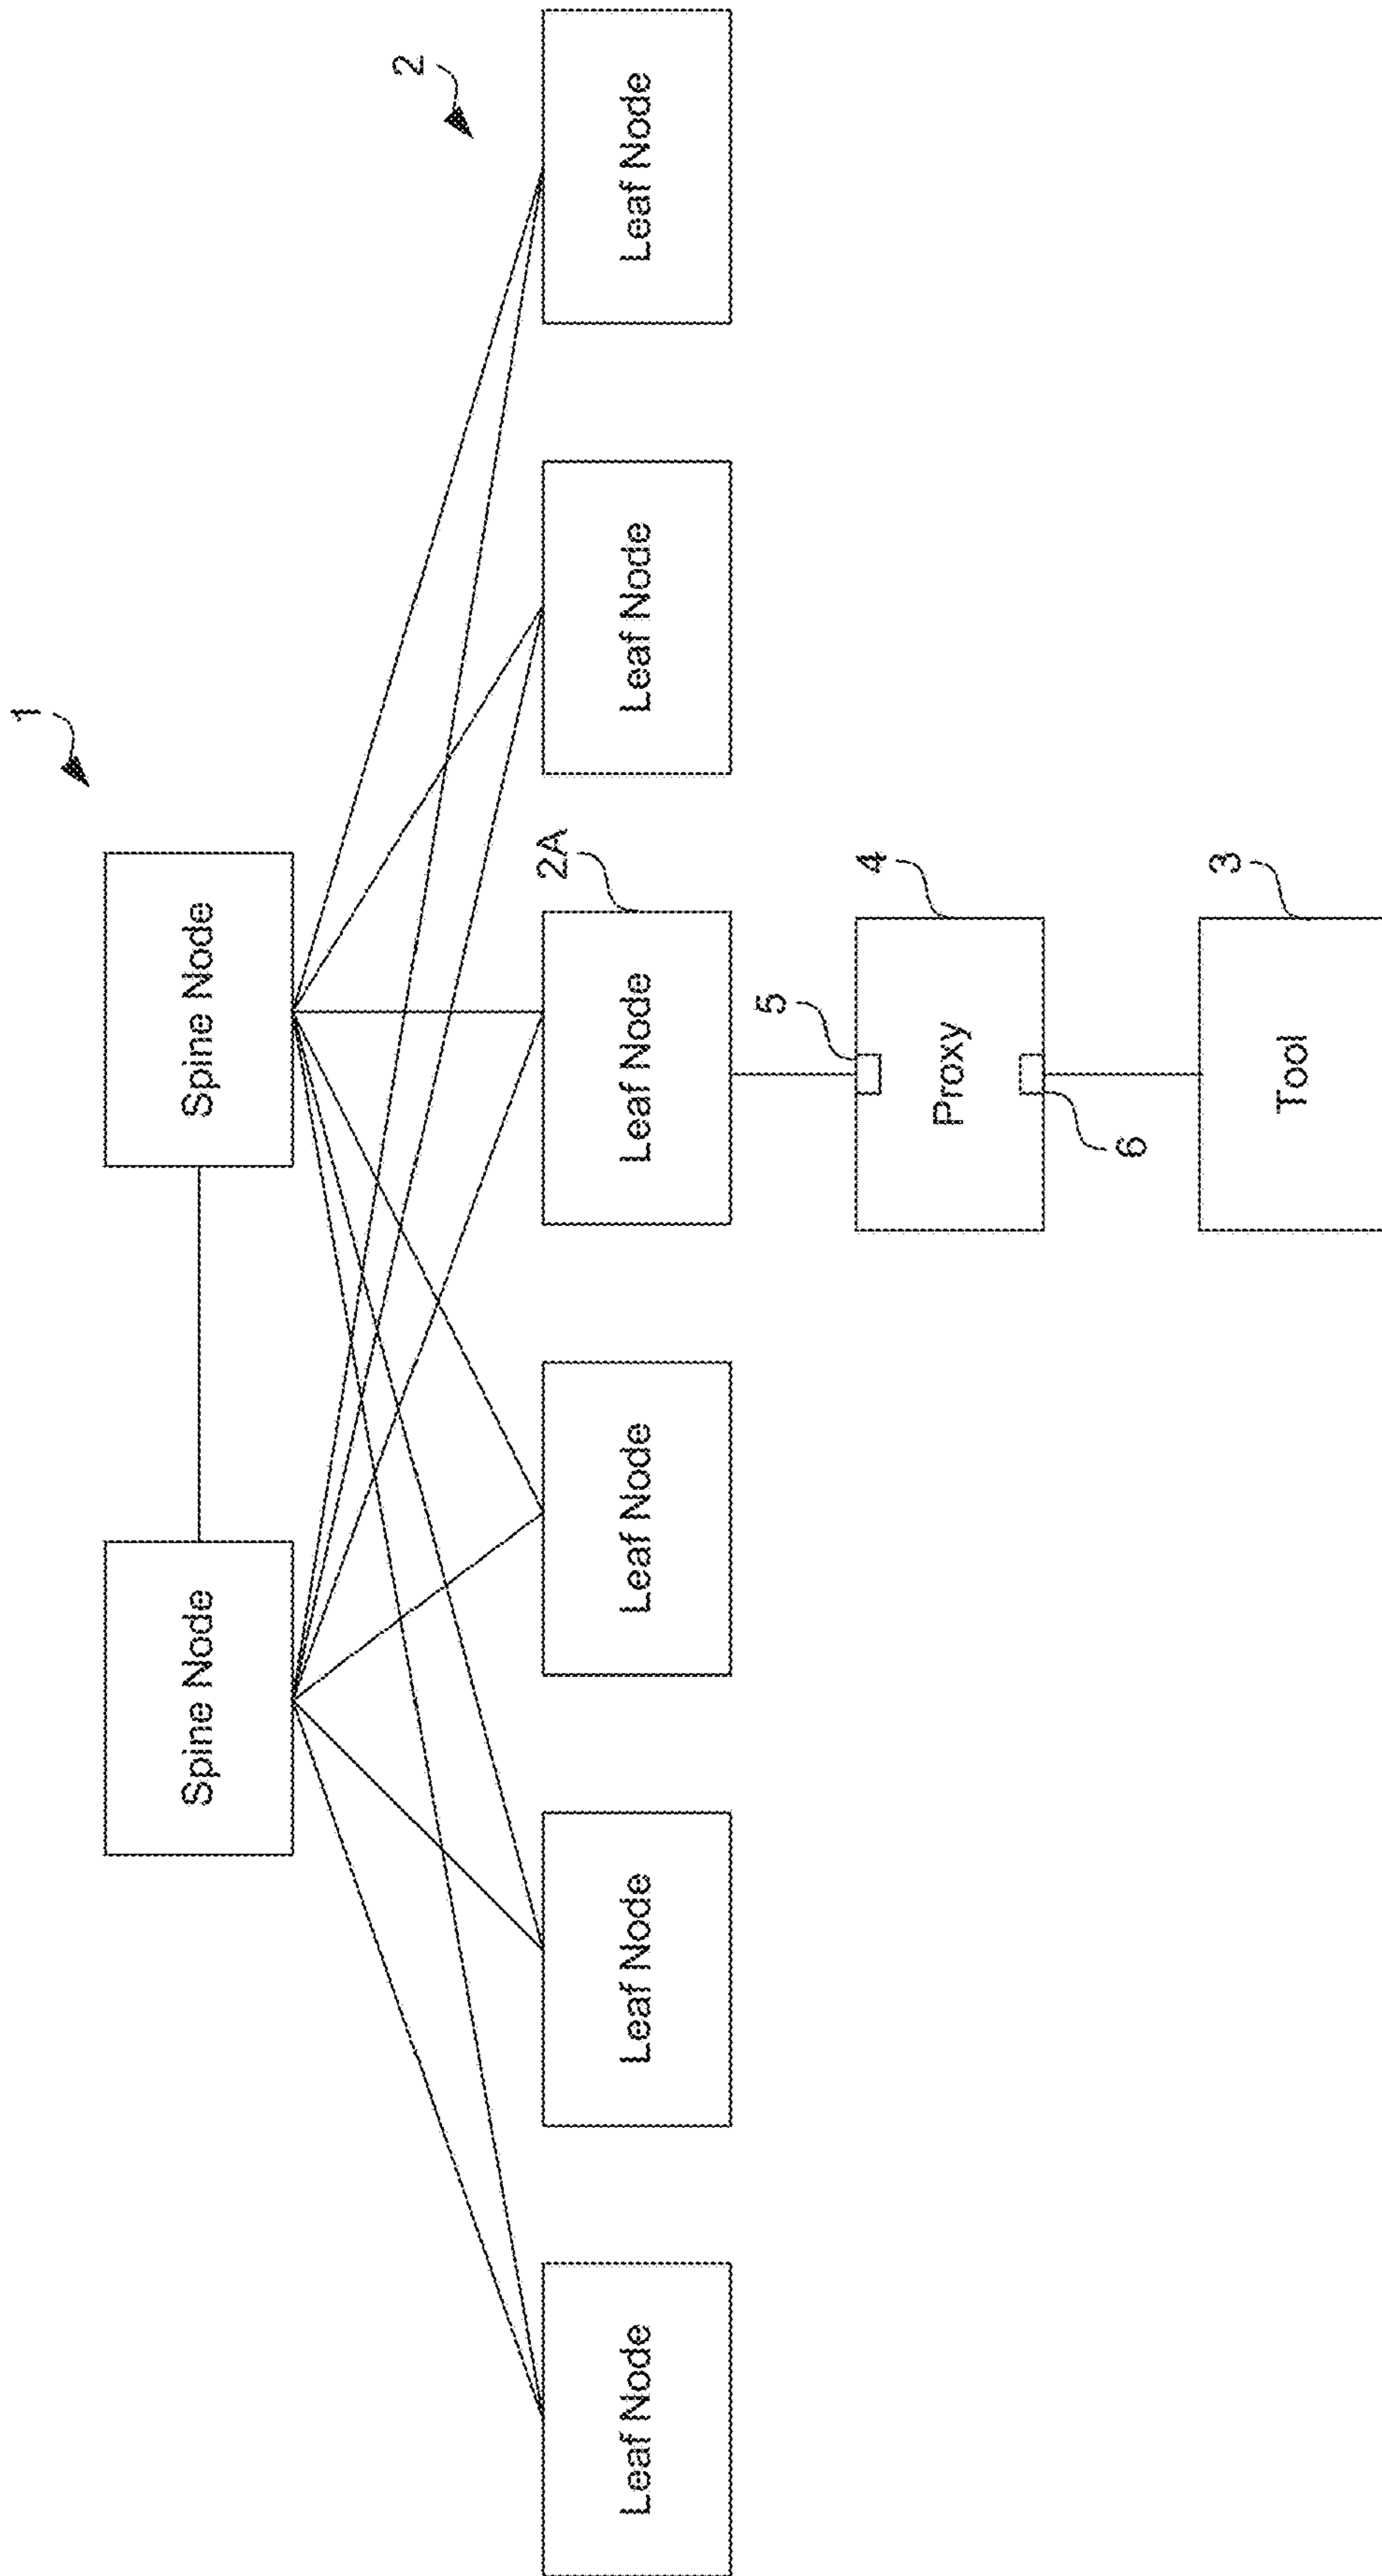 1
Spine Node
Spine Node
2
Leaf Node
Leaf Node
Leaf Node
Leaf Node
Leaf Node
Leaf Node
2A
5
4
Proxy
6
3
Tool